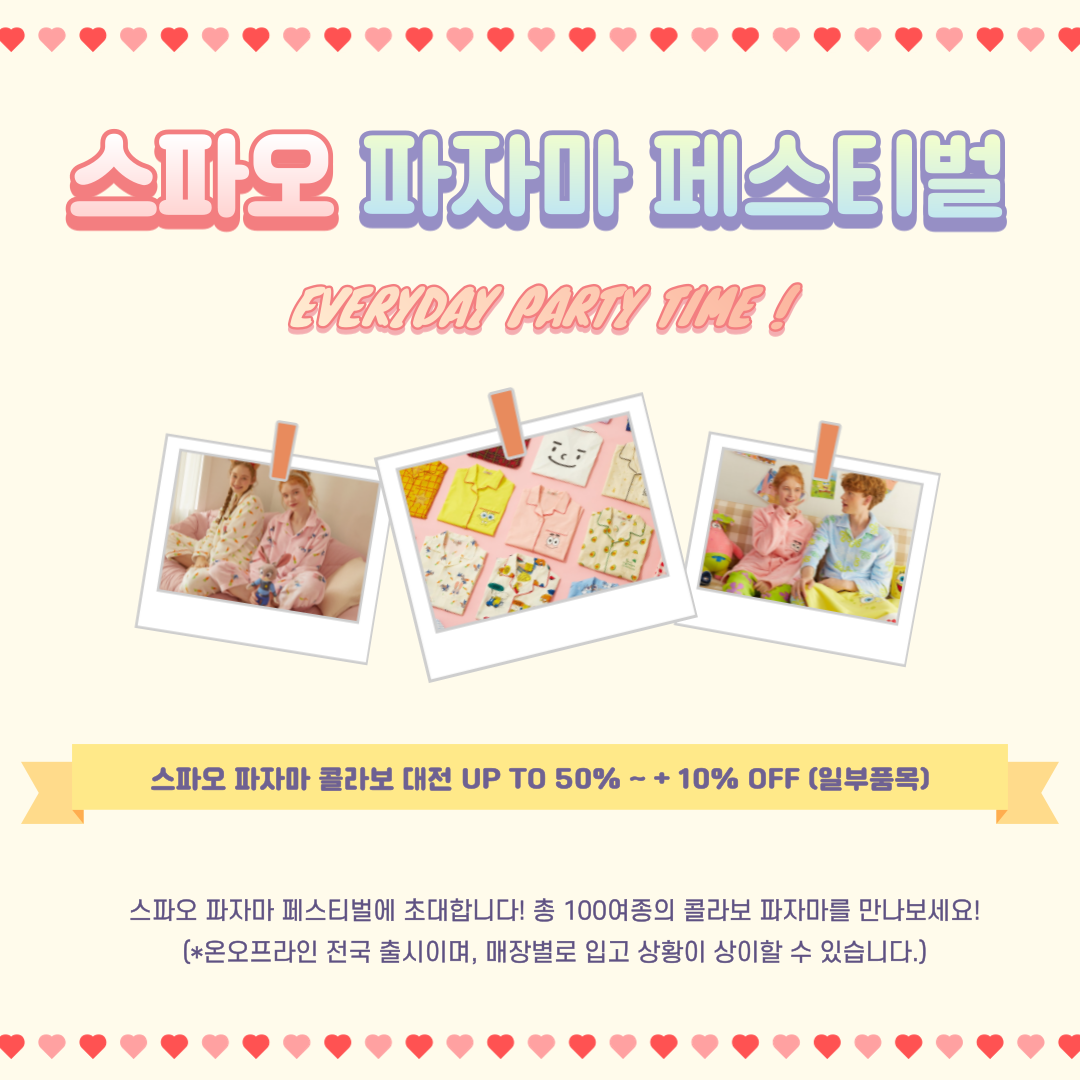 스파오 파자마 페스티벌
EVERYDAY PARTY TIME !
스파오 파자마 콜라보 대전 UP TO 50% ~ + 10% OFF (일부품목)
스파오 파자마 페스티벌에 초대합니다! 총 100여종의 콜라보 파자마를 만나보세요!
(*온오프라인 전국 출시이며, 매장별로 입고 상황이 상이할 수 있습니다.)